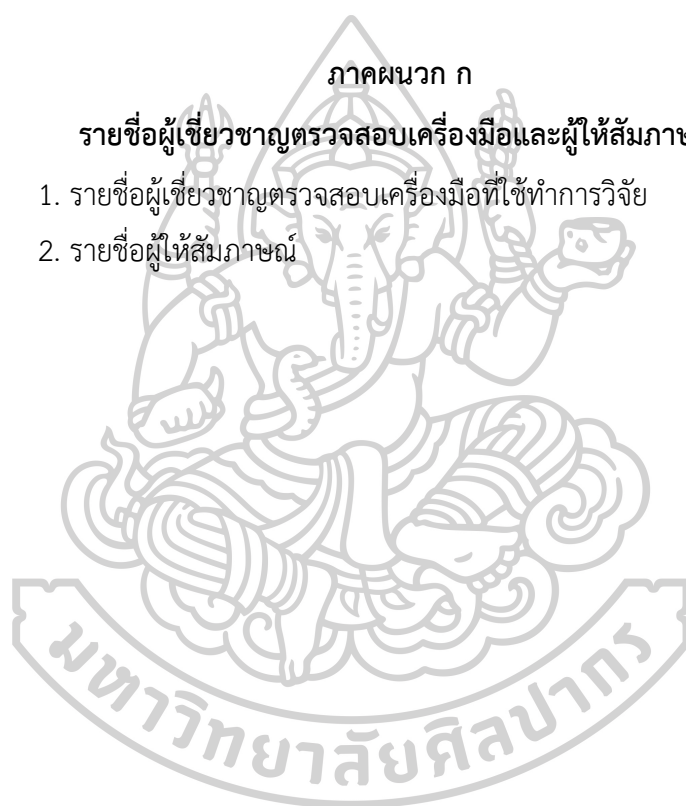 ภาคผนวก ก
รายชื่อผู้เชี่ยวชาญตรวจสอบเครื่องมือและผู้ให้สัมภา
1. รายชื่อผู้เชี่ยวชาญตรวจสอบเครื่องมือที่ใช้ทำการวิจัย
2. รายชื่อผู้ให้สัมภาษณ์
มหาวิทยาลัยศิลปากร